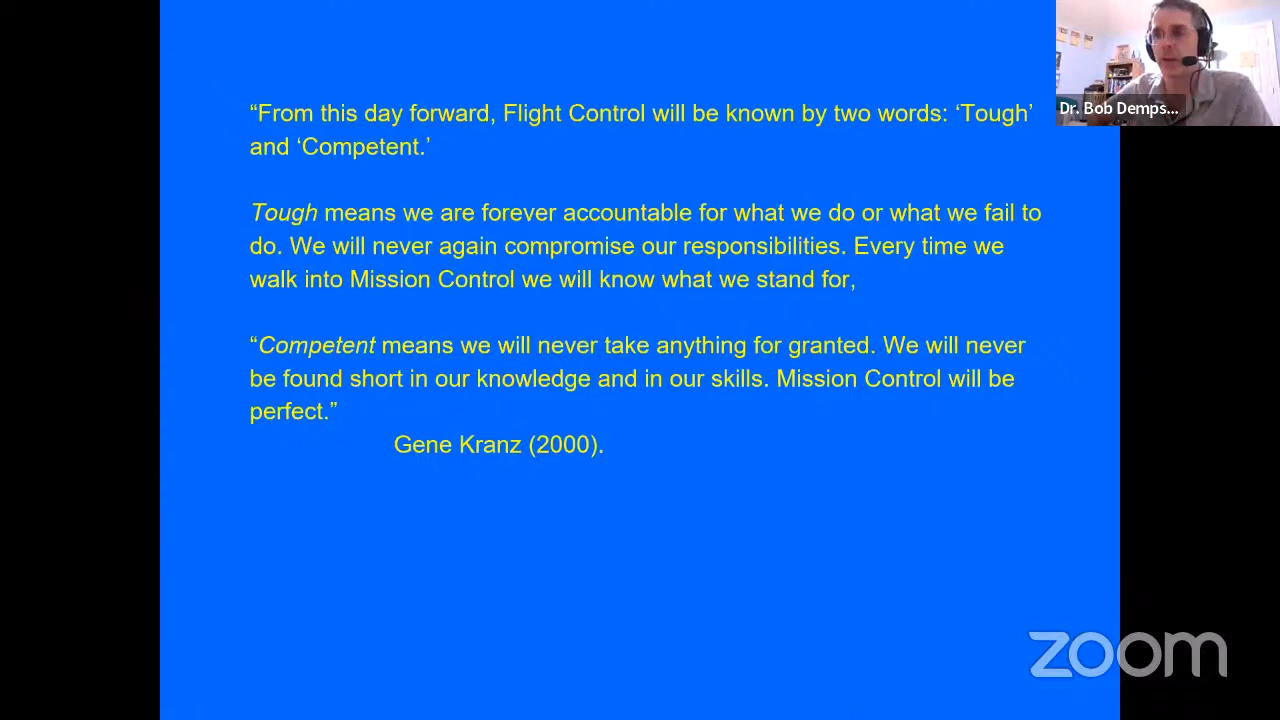 “From this day forward, Flight Control will be known by two words: ‘Tough’
and ‘Competent.’
Tough means we are forever accountable for what we do or what we fail to
do. We will never again compromise our responsibilities. Every time we
walk into Mission Control we will know what we stand for,
“Competent means we will never take anything for granted. We will never
be found short in our knowledge and in our skills. Mission Control will be
perfect.”
Gene Kranz (2000).
Dr. Bob Demps...
zoom